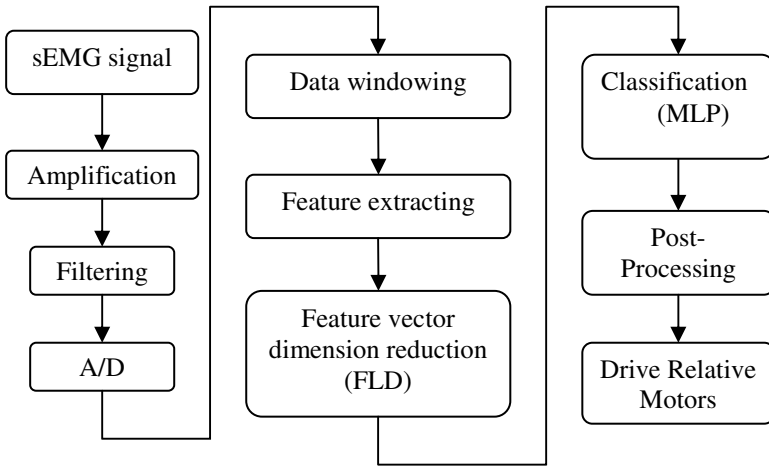 sEMG signal
Amplification
Filtering
A/D
Data windowing
Feature extracting
Feature vector
dimension reduction
(FLD)
Classification
(MLP)
Post-
Processing
Drive Relative
Motors